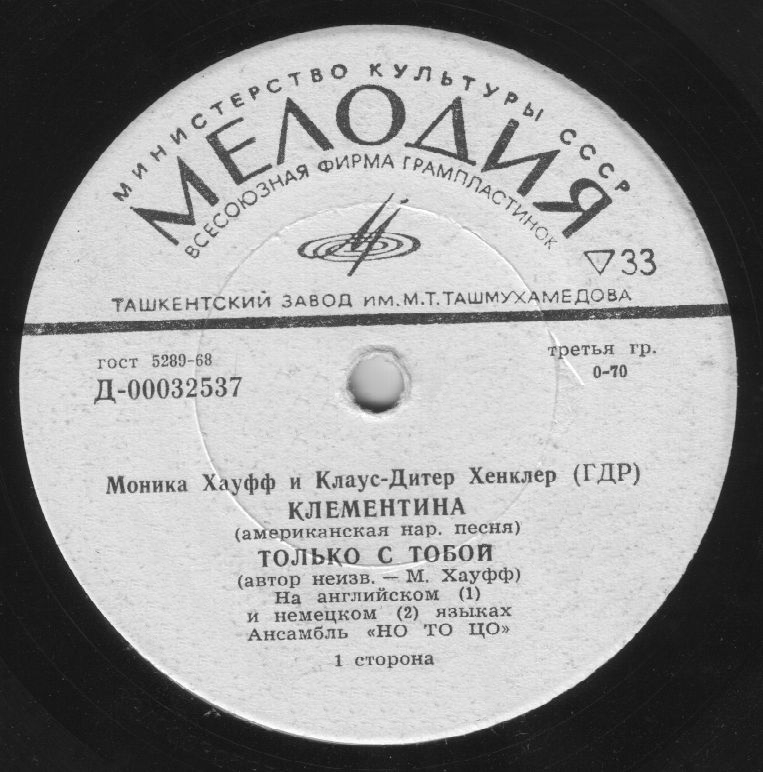 МИНИСТЕРСТВО КУЛЬТУРЫ СССР
МЕЛОДИЯ
ВСЕСОЮЗНАЯ ФИРМА ГРАМПЛАСТИНОК
33
ТАШКЕНТСКИЙ ЗАВОД ИМ. М. Т. ТАШМУХАМЕДОВА
гост 5289-68
третья гр.
Д-00032537
0-70
Моника Хауфф и Клаус-Дитер Хенклер (ГДР)
КЛЕМЕНТИНА
(американская нар. песня)
ТОЛЬКО С ТОБОЙ
(автор неизв. — М. Хауфф)
На английском (1)
и немецком (2) языках
Ансамбль «НО ТО ЦО»
1 сторона